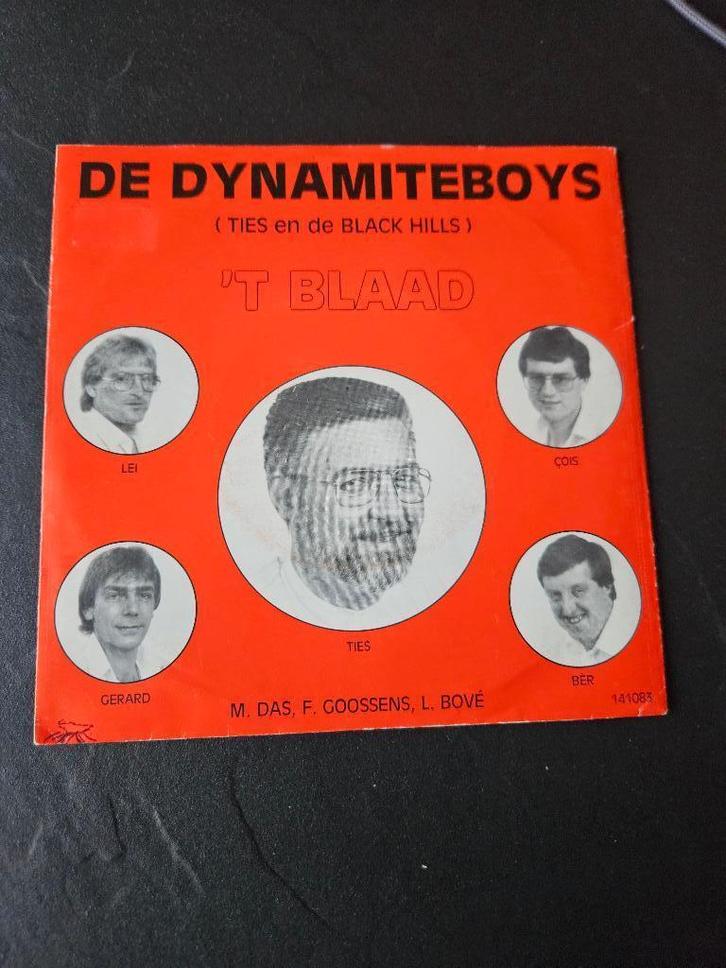 DE DYNAMITEBOYS
( TIES en de BLACK HILLS )
'T BLAAD
LEI
ÇOIS
TIES
GERARD
BÈR
M. DAS, F. GOOSSENS, L. BOVÉ
141083